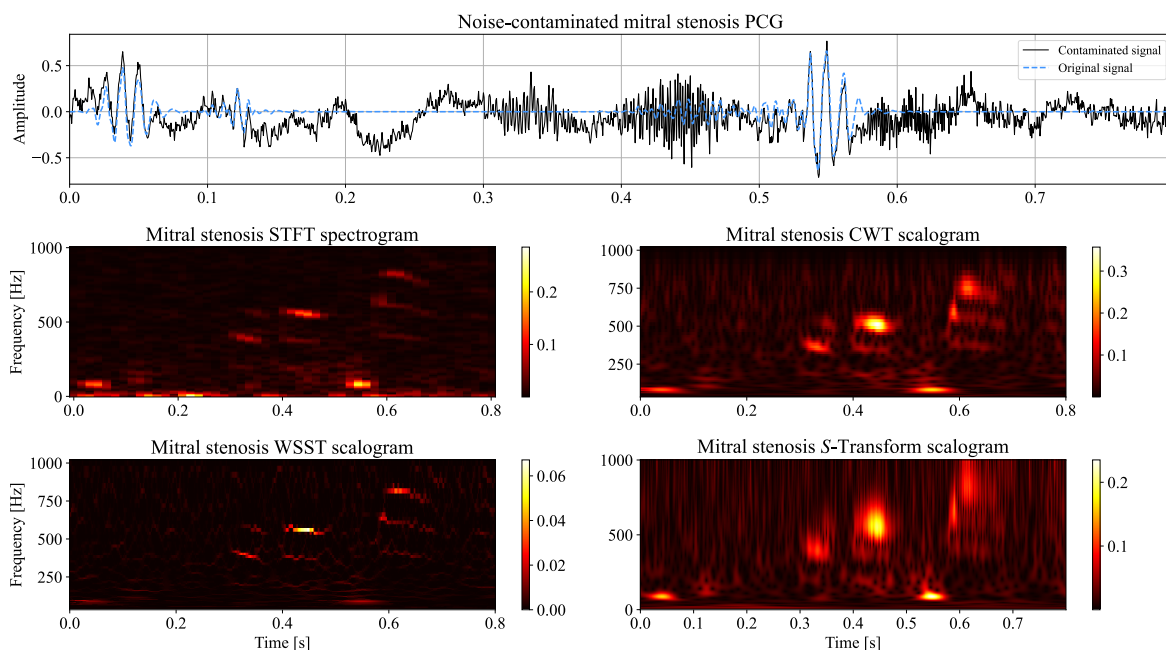 Noise-contaminated mitral stenosis PCG
Amplitude
0.5
0.0
−0.5
Contaminated signal
Original signal
0.0 0.1 0.2 0.3 0.4 0.5 0.6 0.7
Mitral stenosis STFT spectrogram
Frequency [Hz]
1000
500
0
0.0 0.2 0.4 0.6 0.8
0.2
0.1
Mitral stenosis CWT scalogram
1000
750
500
250
0.0 0.2 0.4 0.6 0.8
0.3
0.2
0.1
Mitral stenosis WSST scalogram
Frequency [Hz]
1000
750
500
250
0.0 0.2 0.4 0.6 0.8
Time [s]
0.06
0.04
0.02
0.00
Mitral stenosis S-Transform scalogram
1000
500
0
0.0 0.1 0.2 0.3 0.4 0.5 0.6 0.7
Time [s]
0.2
0.1